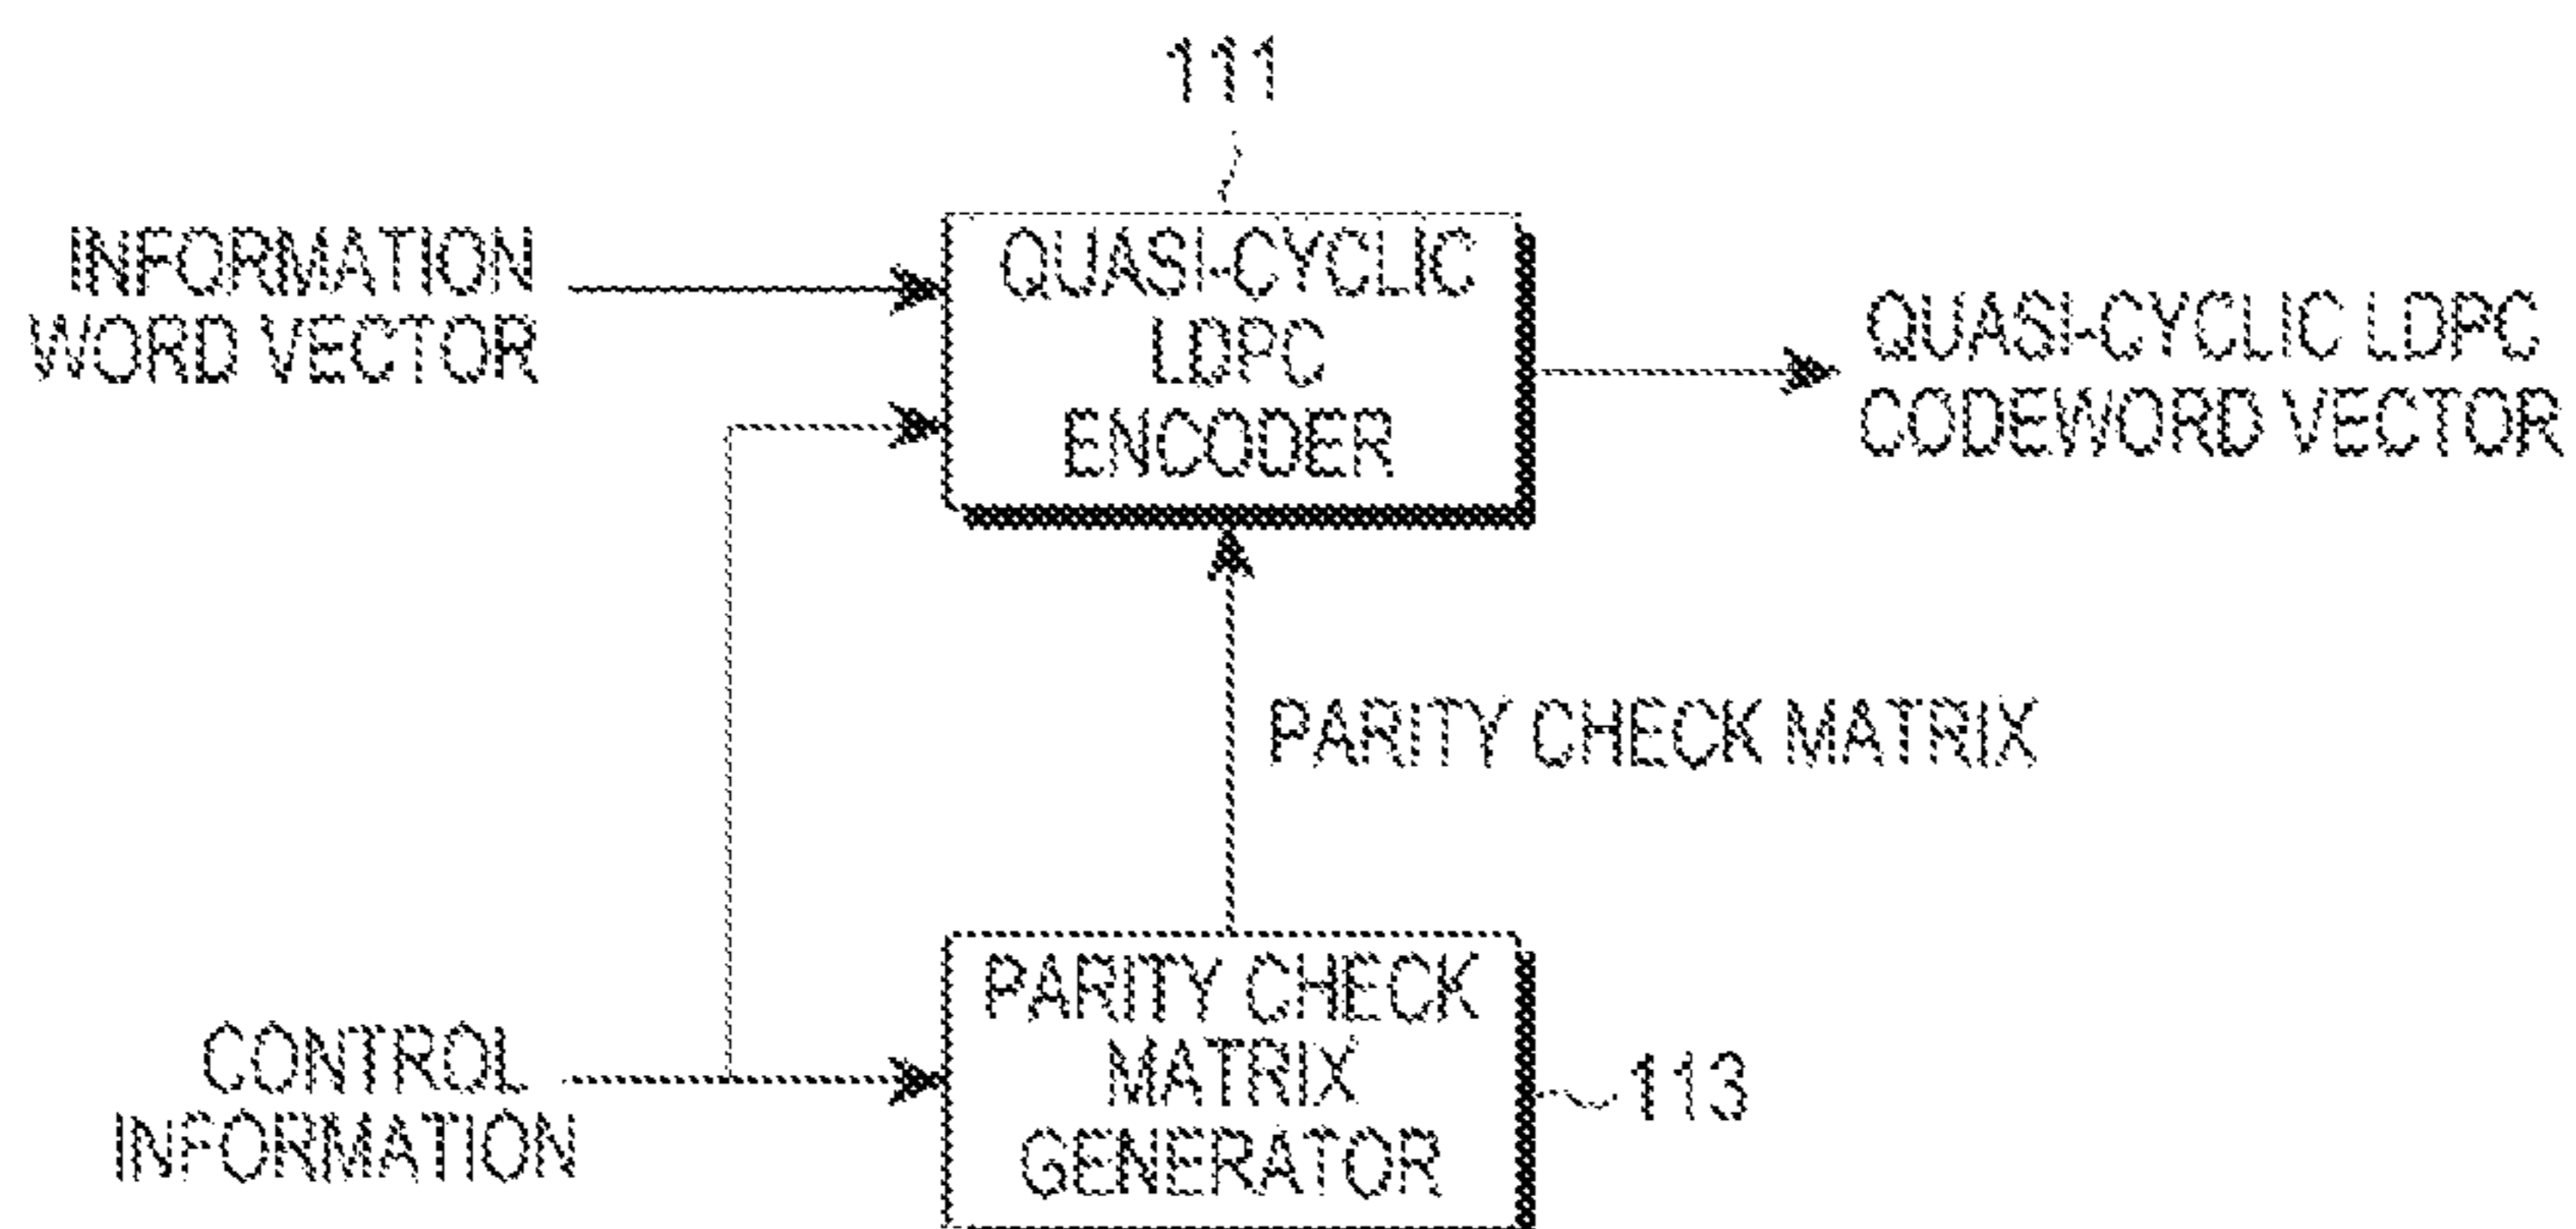 111
INFORMATION
WORD VECTOR
QUASI-CYCLIC
LDPC
ENCODER
QUASI-CYCLIC LDPC
CODEWORD VECTOR
PARITY CHECK MATRIX
CONTROL
INFORMATION
PARITY CHECK
MATRIX
GENERATOR
113